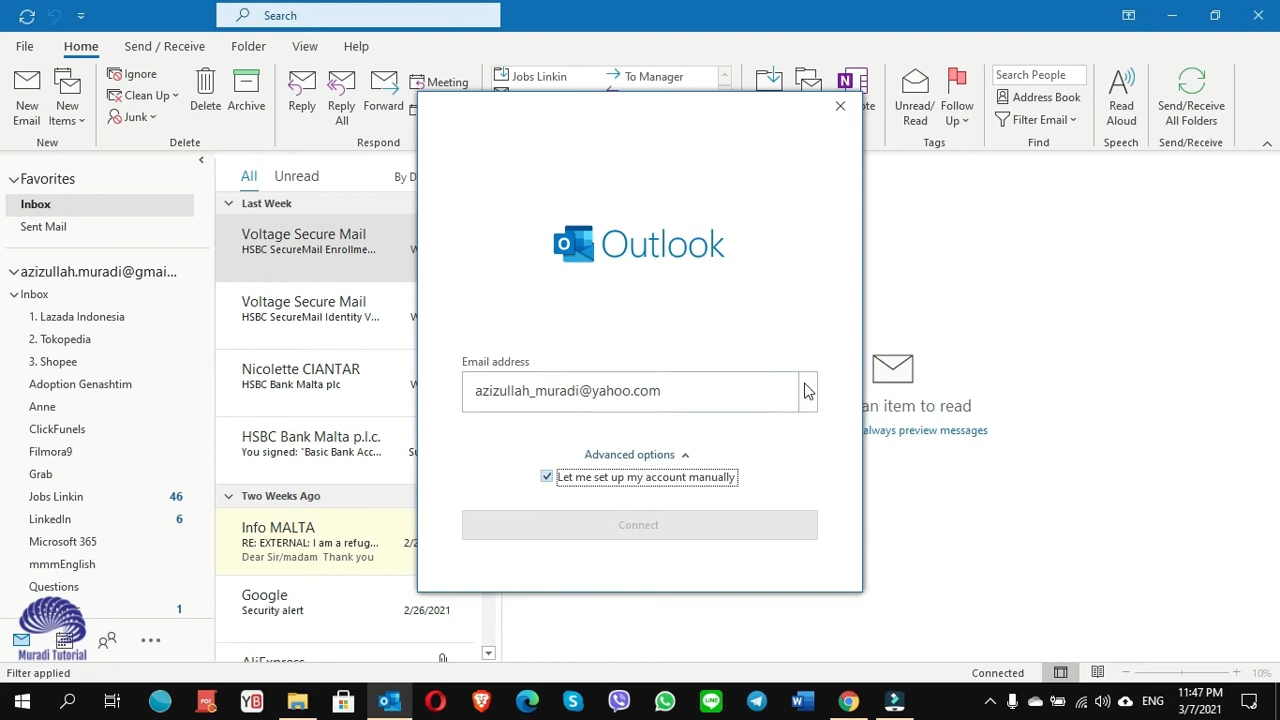 Search
File
Home
Send / Receive
Folder
View
Help
New
Email
New
Items
New
Ignore
Clean Up
Junk
Delete
Archive
Delete
Reply
Reply
All
Forward
Meeting
Respond
Jobs Linkin
To Manager
Unread/
Read
Follow
Up
Tags
Search People
Address Book
Filter Email
Find
Read
Aloud
Speech
Send/Receive
All Folders
Send/Receive
Favorites
Inbox
Sent Mail
azizullah.muradi@gmai...
Inbox
1. Lazada Indonesia
2. Tokopedia
3. Shopee
Adoption Genshtaim
Anne
ClickFunels
Filmora9
Grab
Jobs Linkin 46
LinkedIn 6
Microsoft 365
mmmEnglish
Questions
1
Muradi Tutorial
Filter applied
All
Unread
By D
Last Week
Voltage Secure Mail
HSBC SecureMail Enrollme...
Voltage Secure Mail
HSBC SecureMail Identity V...
Nicolette CIANTAR
HSBC Bank Malta plc
HSBC Bank Malta p.l.c.
You signed: "Basic Bank Acc...
Two Weeks Ago
Info MALTA
RE: EXTERNAL: I am a refug...
Dear Sir/madam Thank you
Google
Security alert 2/26/2021
AliExpress
Outlook
Email address
azizullah_muradi@yahoo.com
Advanced options
Let me set up my account manually
Connect
an item to read
always preview messages
Connected
10%
ENG
11:47 PM
3/7/2021